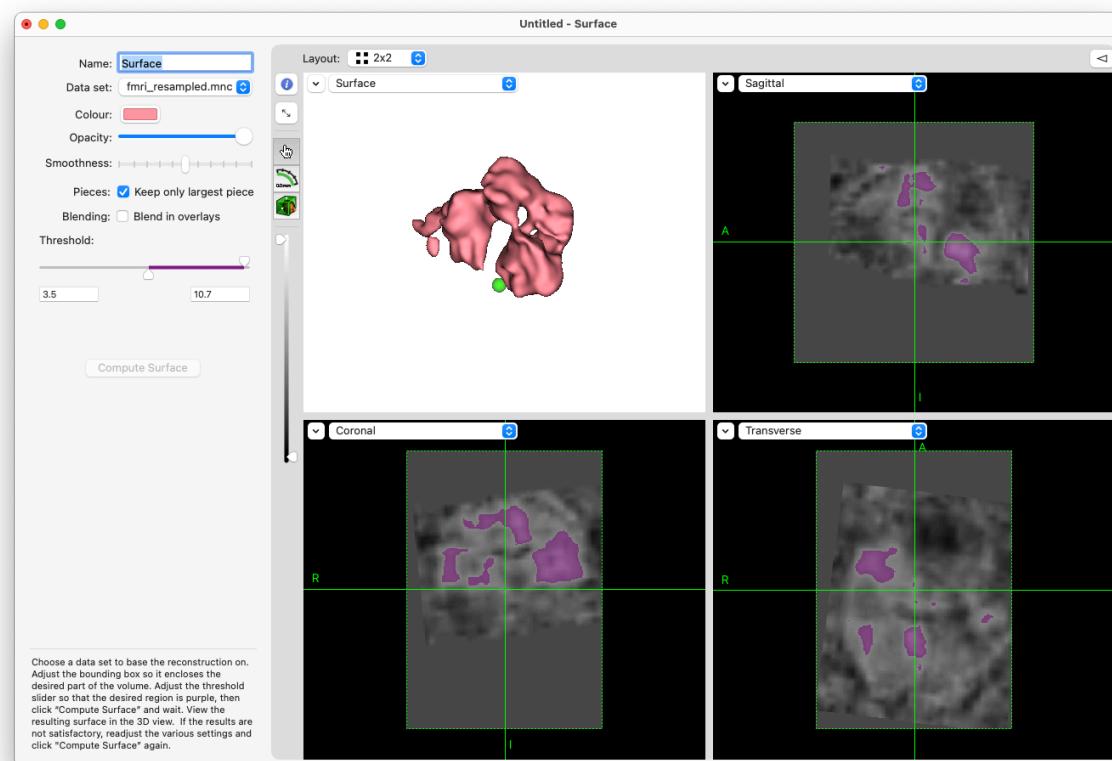 Untitled - Surface
Name: Surface
Data set: fmri_resampled.mnc
Colour:
Opacity:
Smoothness:
Pieces: Keep only largest piece
Blending: Blend in overlays
Threshold:
3.5 10.7
Compute Surface
Choose a data set to base the reconstruction on.
Adjust the bounding box so it encloses the
desired part of the volume. Adjust the threshold
slider so that the desired region is purple, then
click "Compute Surface" and wait. View the
resulting surface in the 3D view.  If the results are
not satisfactory, readjust the various settings and
click "Compute Surface" again.
Layout: 2x2
i
Surface
Sagittal
A
I
Coronal
R
I
Transverse
A
R